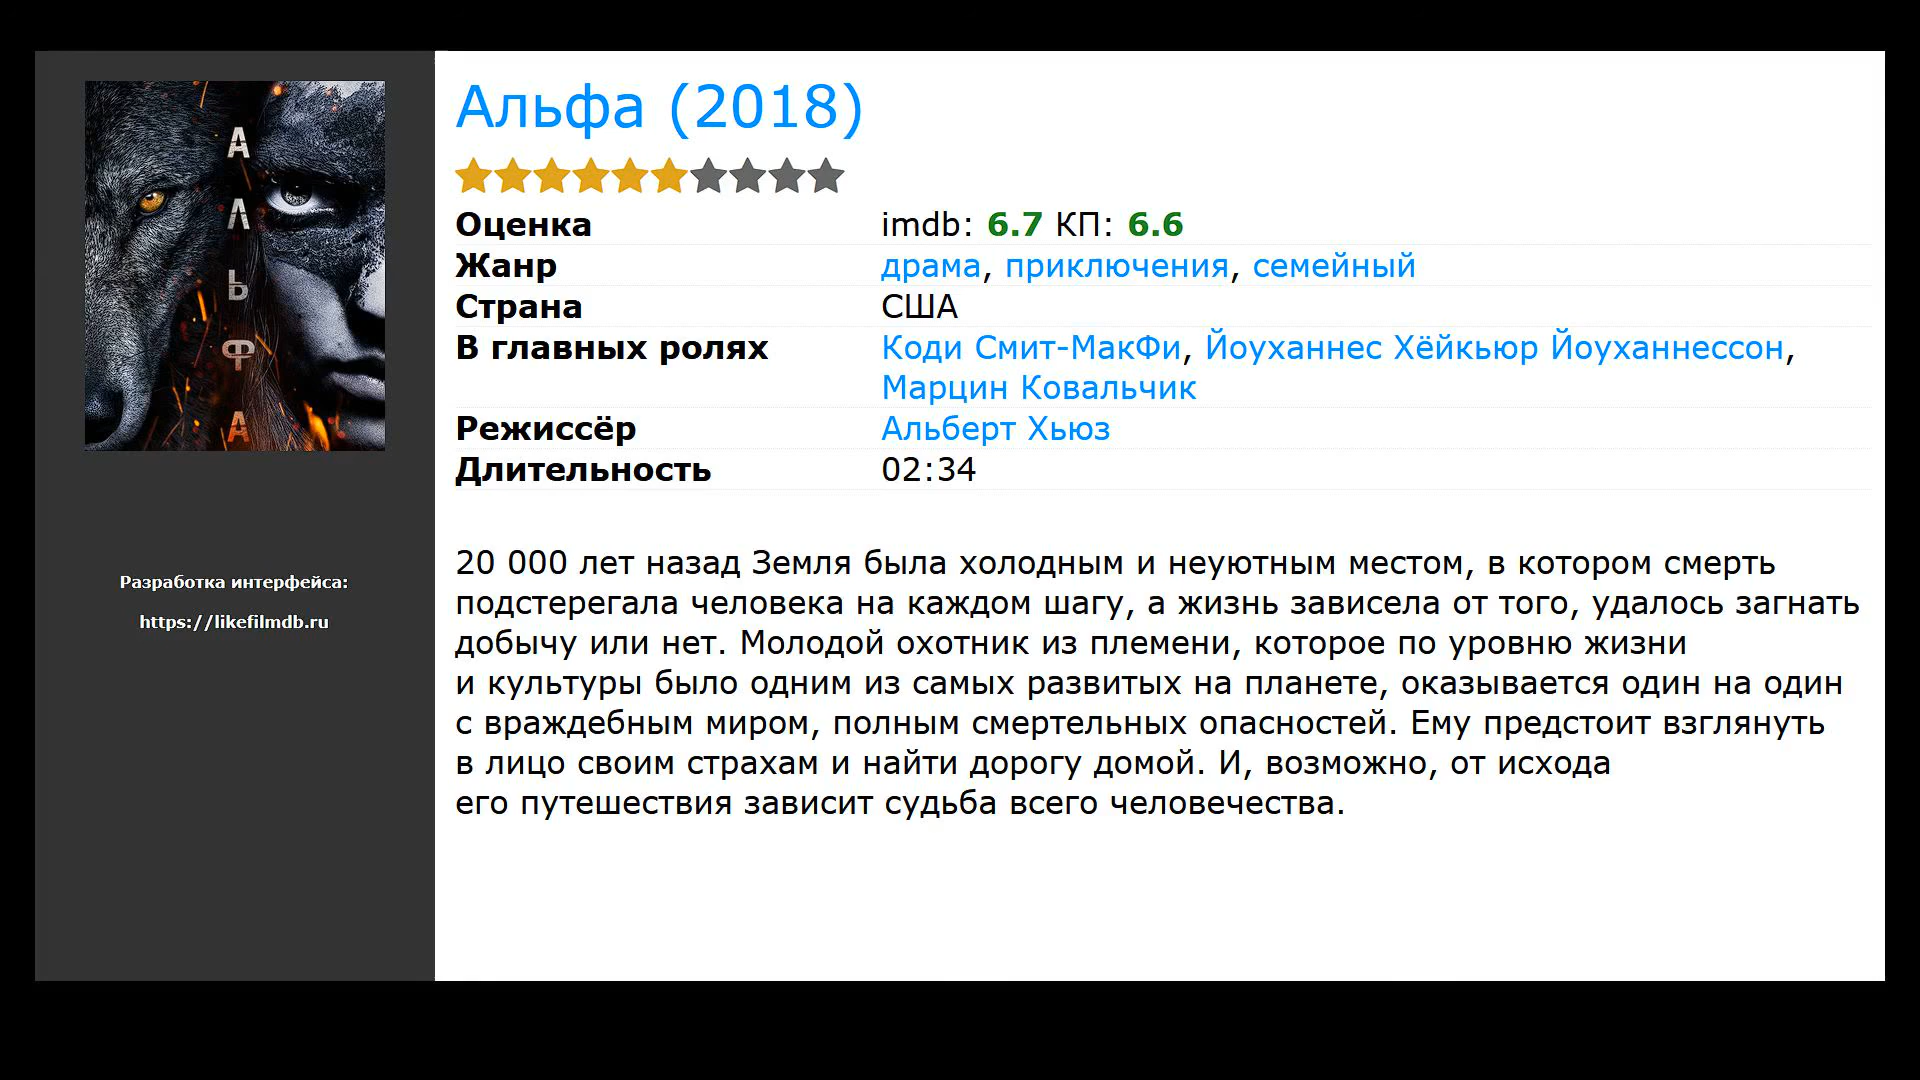 А
Л
Ь
Ф
А
Разработка интерфейса:
https://likefilmdb.ru
Альфа (2018)
Оценка imdb: 6.7 КП: 6.6
Жанр драма, приключения, семейный
Страна США
В главных ролях Коди Смит-МакФи, Йоуханнес Хёйкьюр Йоуханнессон,
Марцин Ковальчик
Режиссёр Альберт Хьюз
Длительность 02:34
20 000 лет назад Земля была холодным и неуютным местом, в котором смерть
подстерегала человека на каждом шагу, а жизнь зависела от того, удалось загнать
добычу или нет. Молодой охотник из племени, которое по уровню жизни
и культуры было одним из самых развитых на планете, оказывается один на один
с враждебным миром, полным смертельных опасностей. Ему предстоит взглянуть
в лицо своим страхам и найти дорогу домой. И, возможно, от исхода
его путешествия зависит судьба всего человечества.